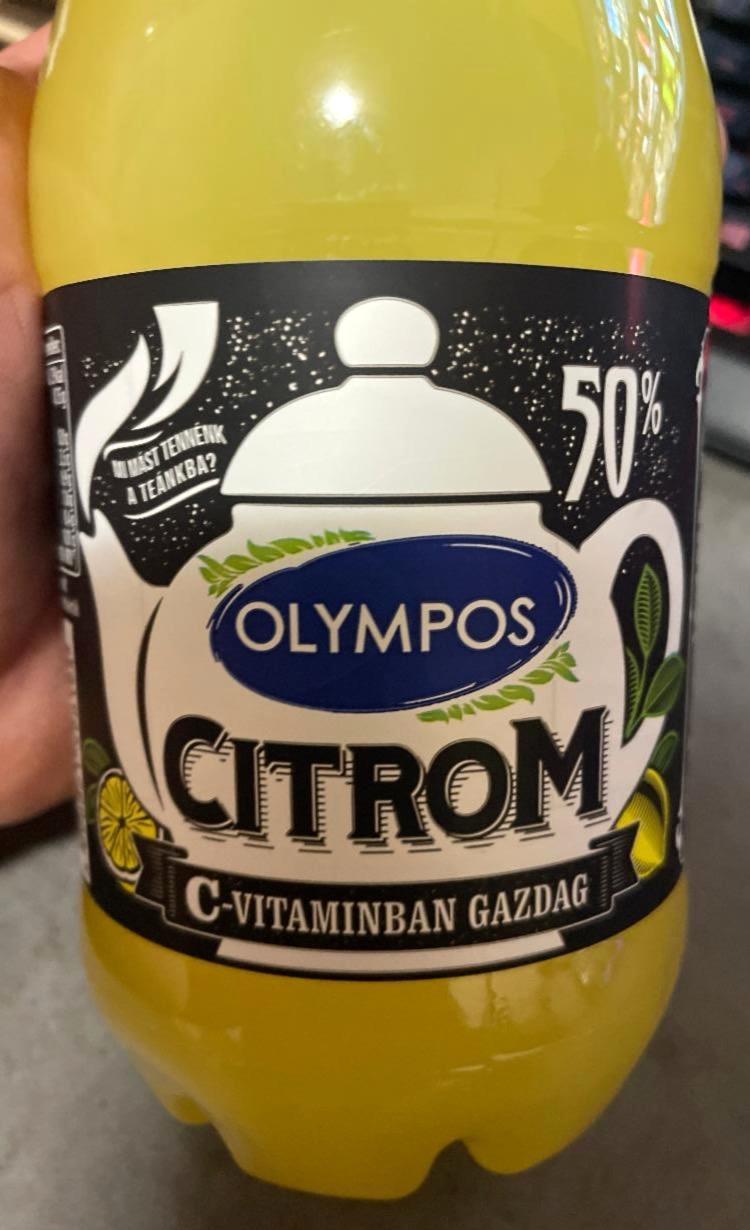 MI MÁST TENNÉNK
A TEÁNKBA?
50%
OLYMPOS
CITROM
C-VITAMINBAN GAZDAG